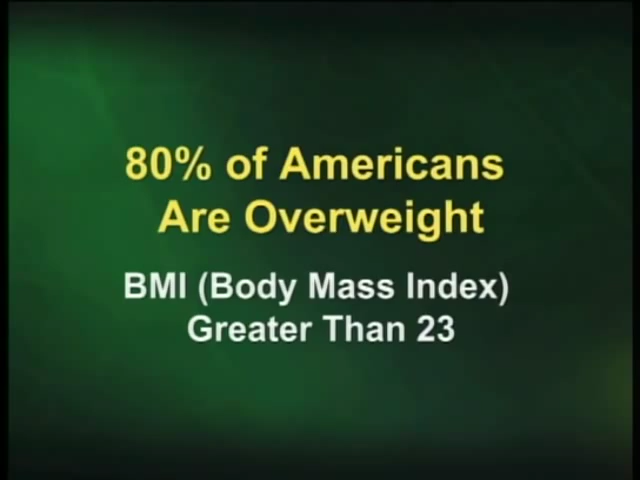 80% of Americans
Are Overweight
BMI (Body Mass Index)
Greater Than 23